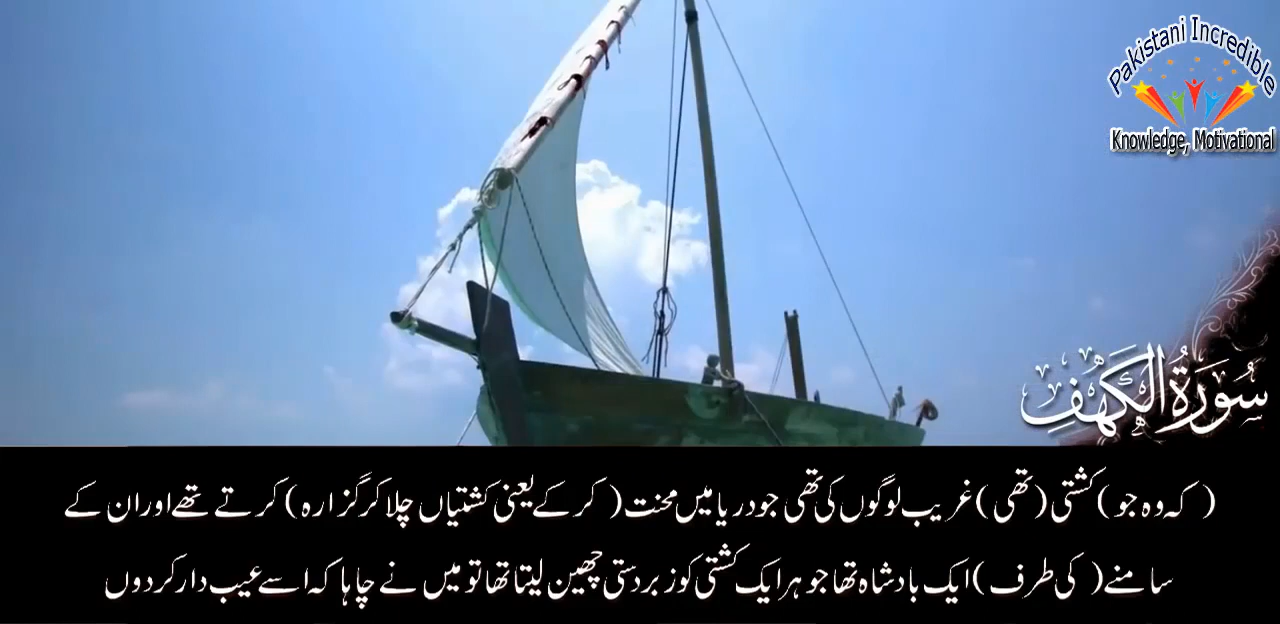 Pakistani Incredible
Knowledge, Motivational
سُورَةُ الكَهْفِ
( کہ وہ جو ) کشتی ( تھی ) غریب لوگوں کی تھی جو دریا میں محنت ( کر کے یعنی کشتیاں چلا کر گزارہ ) کرتے تھے اور ان کے
سامنے ( کی طرف ) ایک بادشاہ تھا جو ہر ایک کشتی کو زبردستی چھین لیتا تھا تو میں نے چاہا کہ اسے عیب دار کر دوں